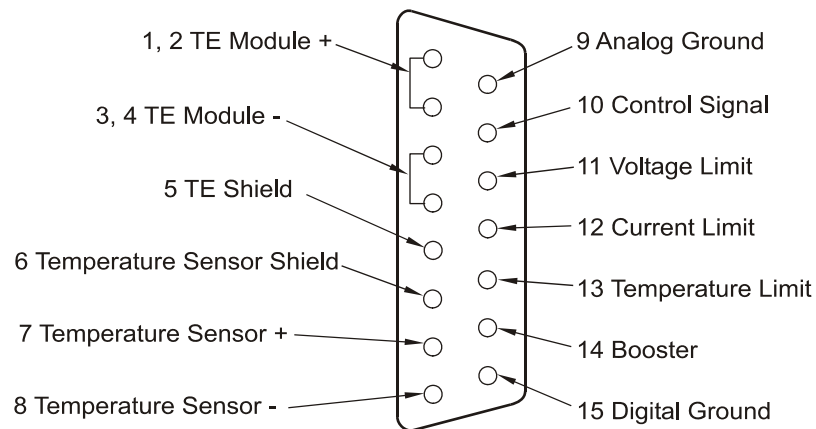 1, 2 TE Module +
3, 4 TE Module -
5 TE Shield
6 Temperature Sensor Shield
7 Temperature Sensor +
8 Temperature Sensor -
9 Analog Ground
10 Control Signal
11 Voltage Limit
12 Current Limit
13 Temperature Limit
14 Booster
15 Digital Ground